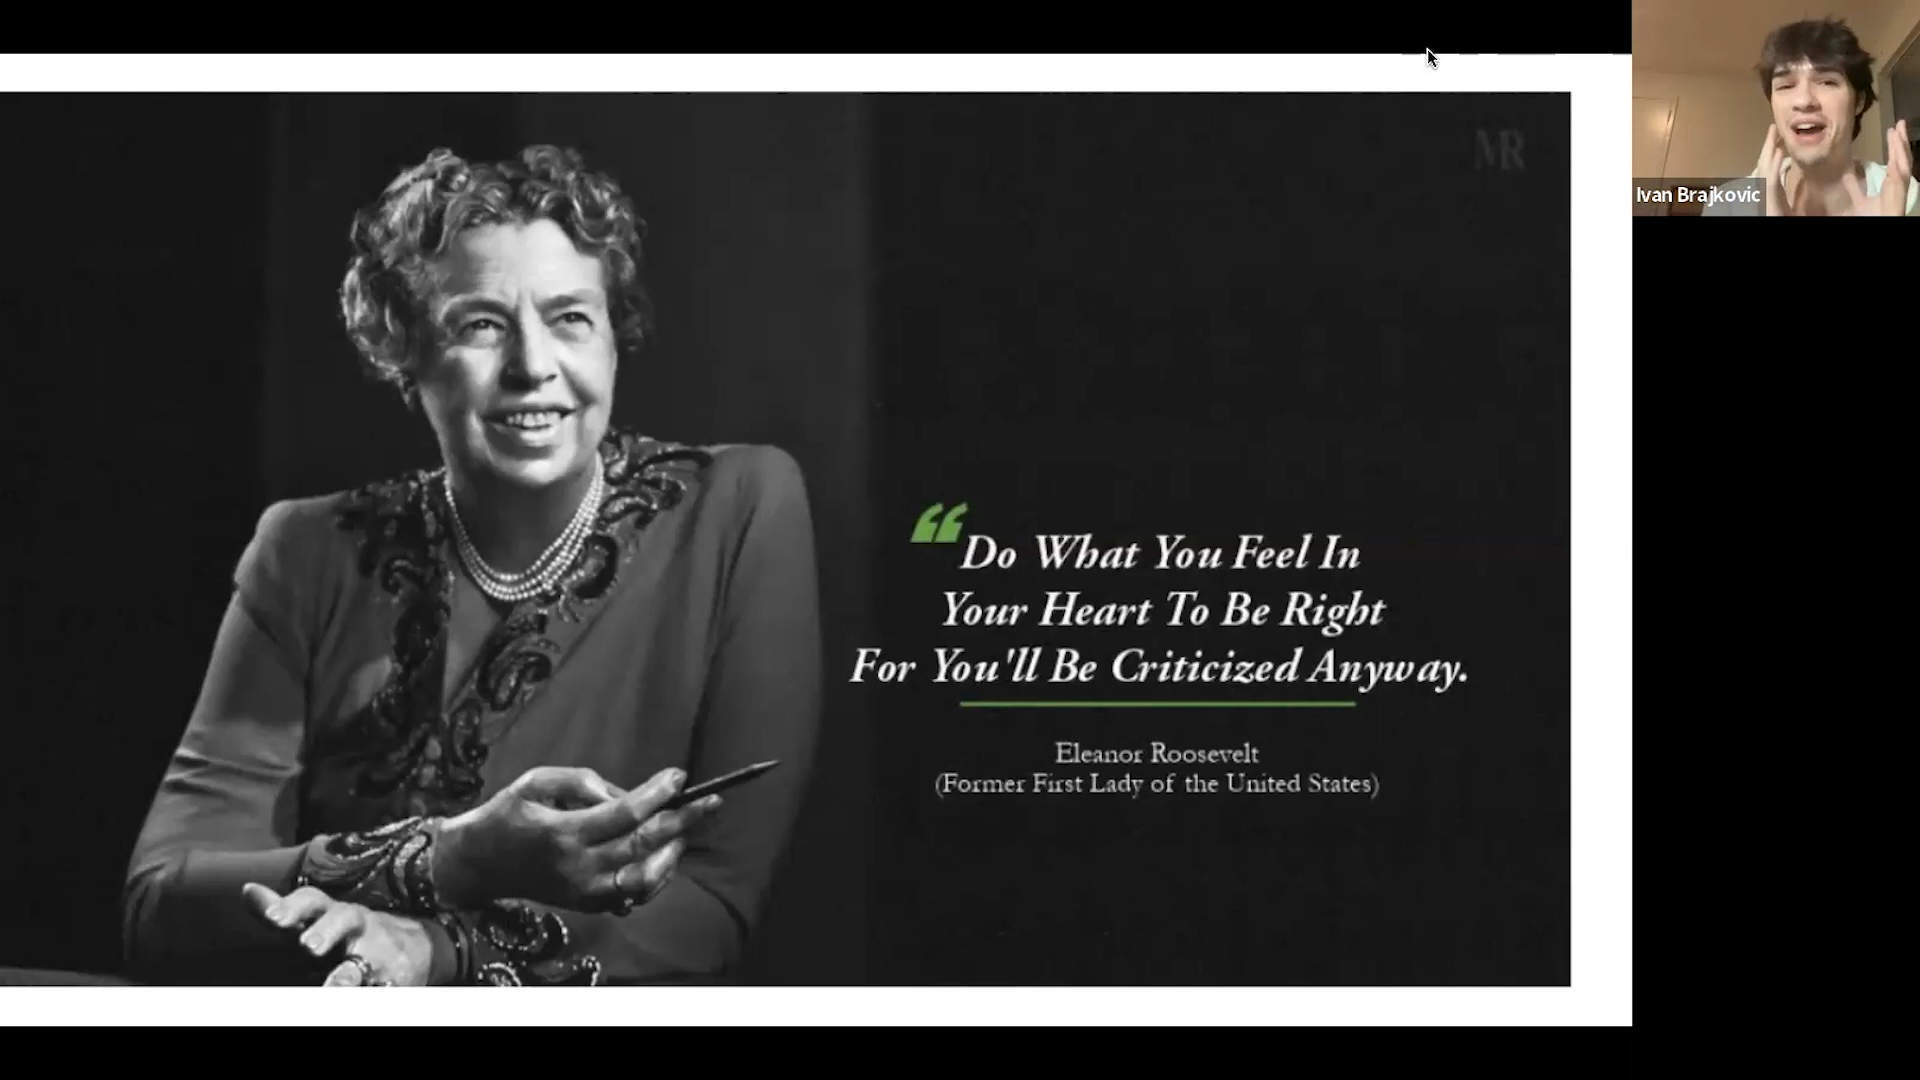 MR
Ivan Brajkovic
“Do What You Feel In
Your Heart To Be Right
For You'll Be Criticized Anyway.
Eleanor Roosevelt
(Former First Lady of the United States)